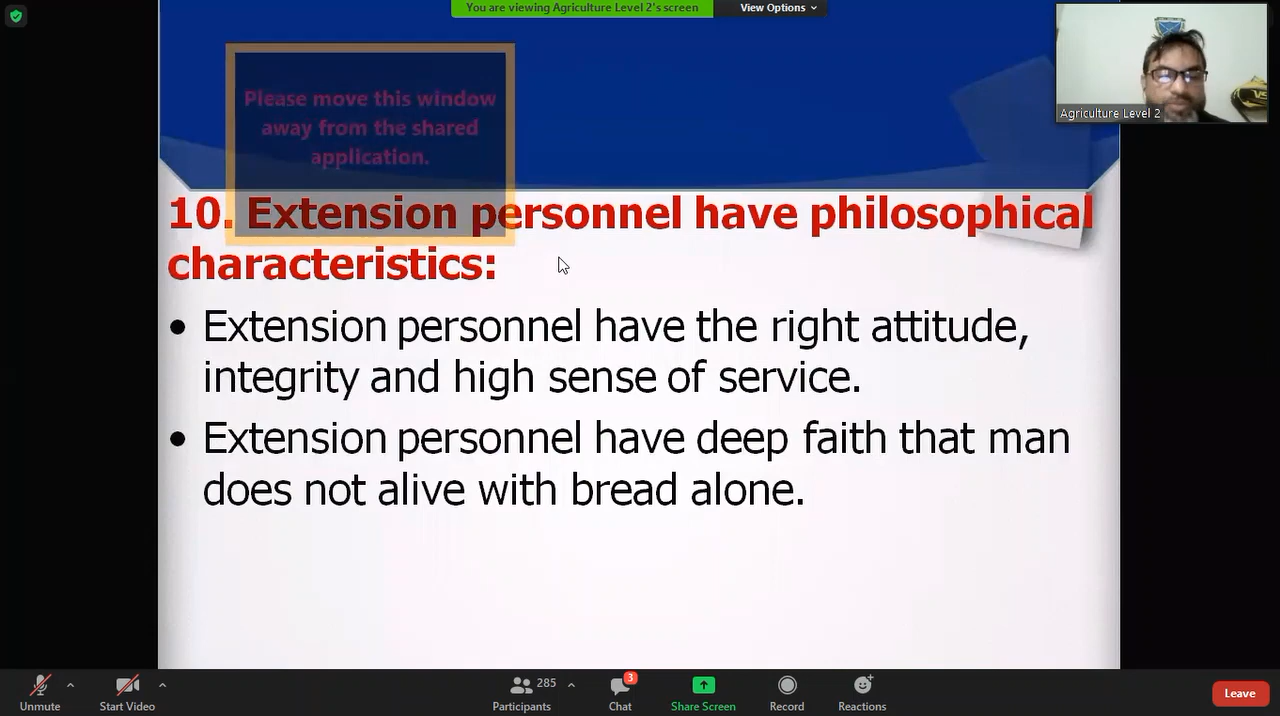 You are viewing Agriculture Level 2's screen
View Options
Please move this window
away from the shared
application.
Agriculture Level 2
10. Extension personnel have philosophical
characteristics:
• Extension personnel have the right attitude,
integrity and high sense of service.
• Extension personnel have deep faith that man
does not alive with bread alone.
Unmute
Start Video
285
Participants
3
Chat
Share Screen
Record
Reactions
Leave